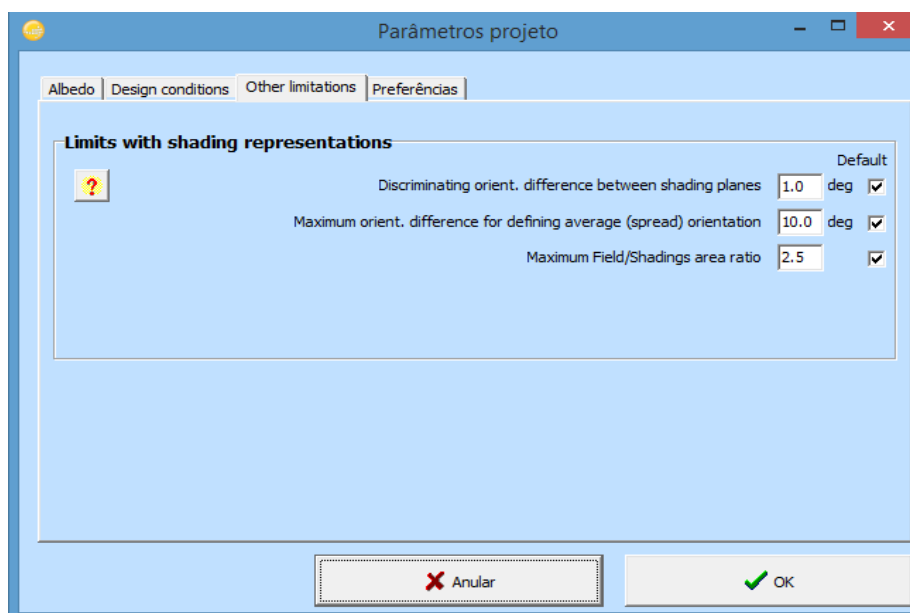 Parâmetros projeto
Albedo Design conditions Other limitations Preferências
Limits with shading representations
Default
?
Discriminating orient. difference between shading planes 1.0 deg
Maximum orient. difference for defining average (spread) orientation 10.0 deg
Maximum Field/Shadings area ratio 2.5
Anular OK